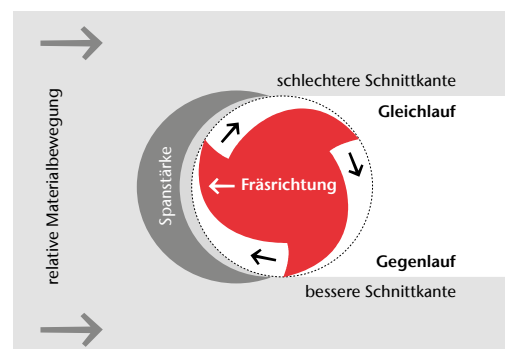 relative Materialbewegung
schlechtere Schnittkante
Gleichlauf
Spanstärke
Fräsrichtung
Gegenlauf
bessere Schnittkante